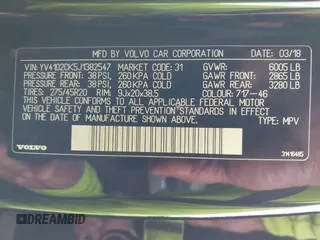 MFD BY VOLVO CAR CORPORATION DATE 03/18
VIN: YV4102CK5J1382547 MARKET CODE: 31 GVWR: 6005 LB
PRESSURE FRONT: 38 PSI, 260 KPA COLD GAWR FRONT: 2865 LB
PRESSURE REAR: 38 PSI, 260 KPA COLD GAWR REAR: 3280 LB
TIRES: 275/45R20 RIM: 9Jx20x38.5 COLOUR: 717-46
THIS VEHICLE CONFORMS TO ALL APPLICABLE U.S. FEDERAL MOTOR
VEHICLE SAFETY AND THEFT PREVENTION STANDARDS IN EFFECT ON
THE DATE OF MANUFACTURE SHOWN ABOVE. TYPE: MPV
VOLVO 31416485
DREAMBID